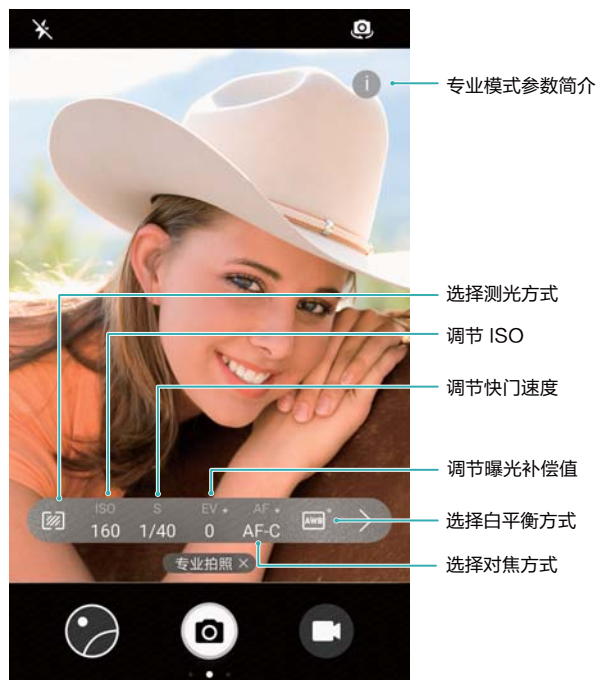 i
专业模式参数简介
选择测光方式
调节 ISO
调节快门速度
调节曝光补偿值
ISO S EV AF
160 1/40 0 AF-C AWB
选择白平衡方式
专业拍照 ×
选择对焦方式